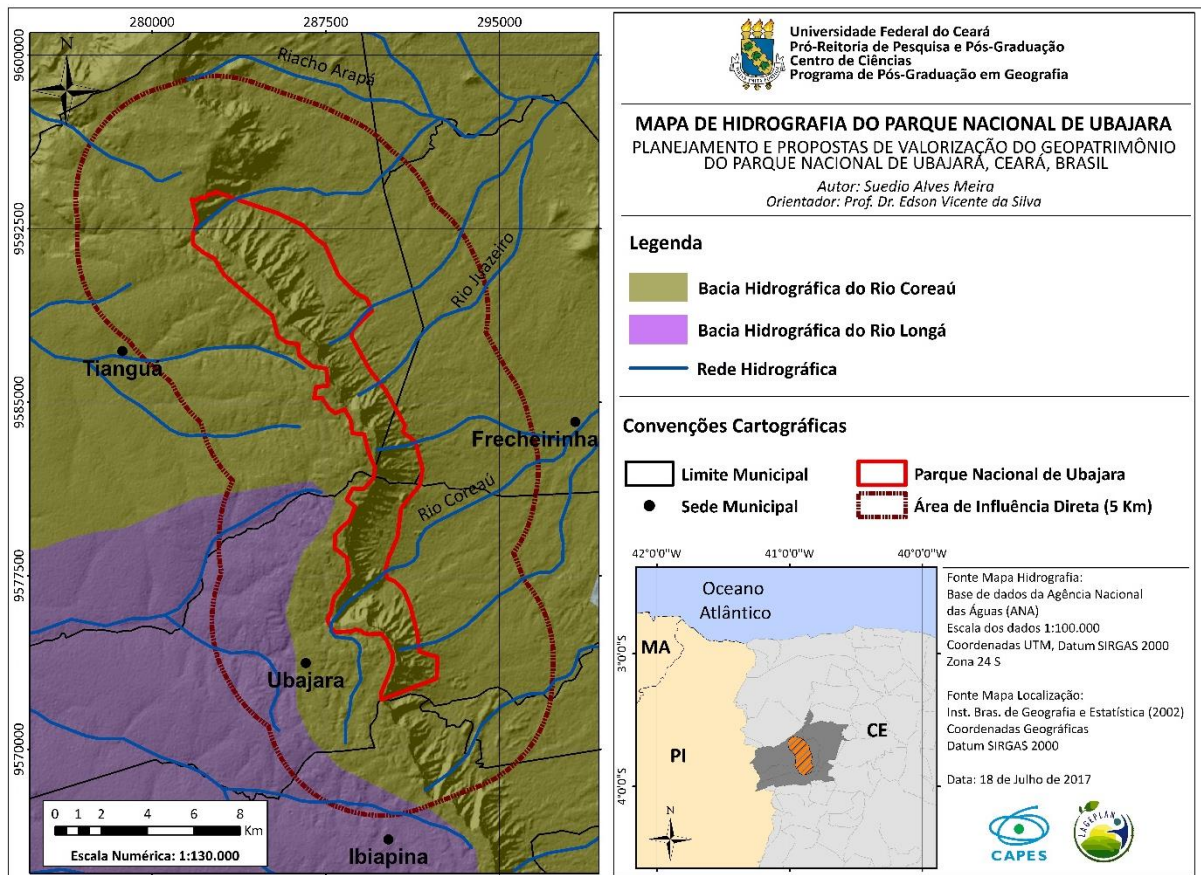 280000
287500
295000
9600000
9592500
9585000
9577500
9570000
N
Riacho Arapá
Rio Juazeiro
Tianguá
Frecheirinha
Rio Coreaú
Ubajara
Ibiapina
0 1 2 4 6 8
Km
Escala Numérica: 1:130.000
Universidade Federal do Ceará
Pró-Reitoria de Pesquisa e Pós-Graduação
Centro de Ciências
Programa de Pós-Graduação em Geografia
MAPA DE HIDROGRAFIA DO PARQUE NACIONAL DE UBAJARA
PLANEJAMENTO E PROPOSTAS DE VALORIZAÇÃO DO GEOPATRIMÔNIO
DO PARQUE NACIONAL DE UBAJARA, CEARÁ, BRASIL
Autor: Suedio Alves Meira
Orientador: Prof. Dr. Edson Vicente da Silva
Legenda
Bacia Hidrográfica do Rio Coreaú
Bacia Hidrográfica do Rio Longá
Rede Hidrográfica
Convenções Cartográficas
Limite Municipal
Parque Nacional de Ubajara
Sede Municipal
Área de Influência Direta (5 Km)
42°0'0"W
41°0'0"W
40°0'0"W
3°0'0"S
4°0'0"S
Oceano
Atlântico
MA
PI
CE
N
Fonte Mapa Hidrografia:
Base de dados da Agência Nacional
das Águas (ANA)
Escala dos dados 1:100.000
Coordenadas UTM, Datum SIRGAS 2000
Zona 24 S
Fonte Mapa Localização:
Inst. Bras. de Geografia e Estatística (2002)
Coordenadas Geográficas
Datum SIRGAS 2000
Data: 18 de Julho de 2017
CAPES
LAGEPLAN